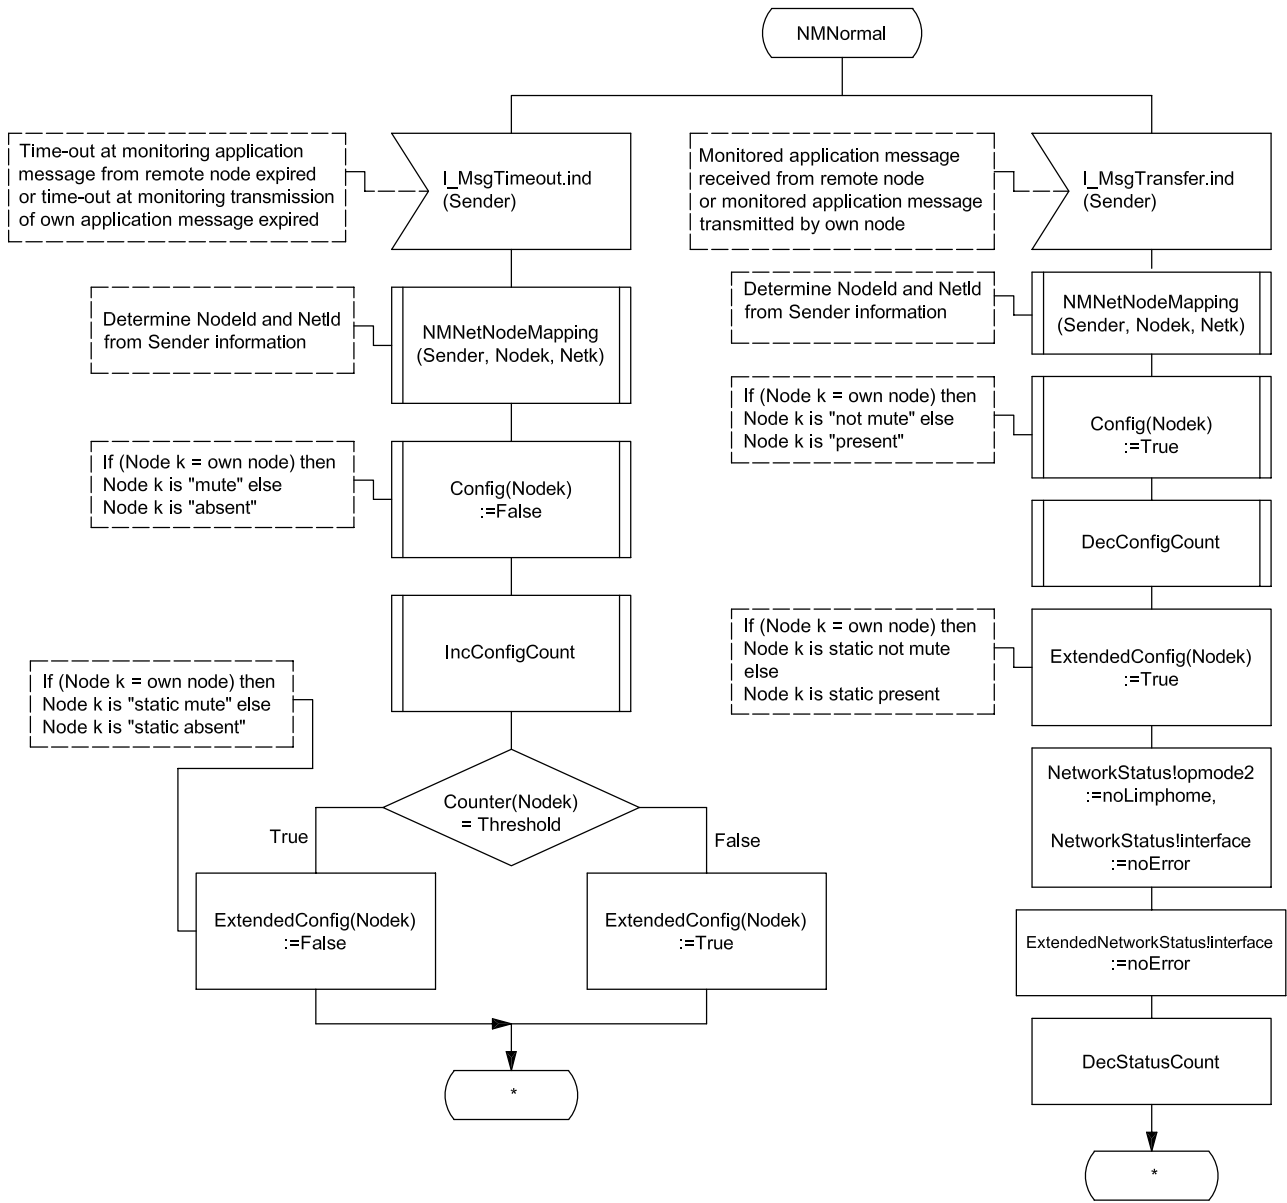 NMNormal
Time-out at monitoring application
message from remote node expired
or time-out at monitoring transmission
of own application message expired
I_MsgTimeout.ind
(Sender)
Determine NodeId and NetId
from Sender information
NMNetNodeMapping
(Sender, Nodek, Netk)
If (Node k = own node) then
Node k is "mute" else
Node k is "absent"
Config(Nodek)
:=False
IncConfigCount
If (Node k = own node) then
Node k is "static mute" else
Node k is "static absent"
Counter(Nodek)
= Threshold
True
False
ExtendedConfig(Nodek)
:=False
ExtendedConfig(Nodek)
:=True
*
Monitored application message
received from remote node
or monitored application message
transmitted by own node
I_MsgTransfer.ind
(Sender)
Determine NodeId and NetId
from Sender information
NMNetNodeMapping
(Sender, Nodek, Netk)
If (Node k = own node) then
Node k is "not mute" else
Node k is "present"
Config(Nodek)
:=True
DecConfigCount
If (Node k = own node) then
Node k is static not mute
else
Node k is static present
ExtendedConfig(Nodek)
:=True
NetworkStatus!opmode2
:=noLimphome,
NetworkStatus!interface
:=noError
ExtendedNetworkStatus!interface
:=noError
DecStatusCount
*